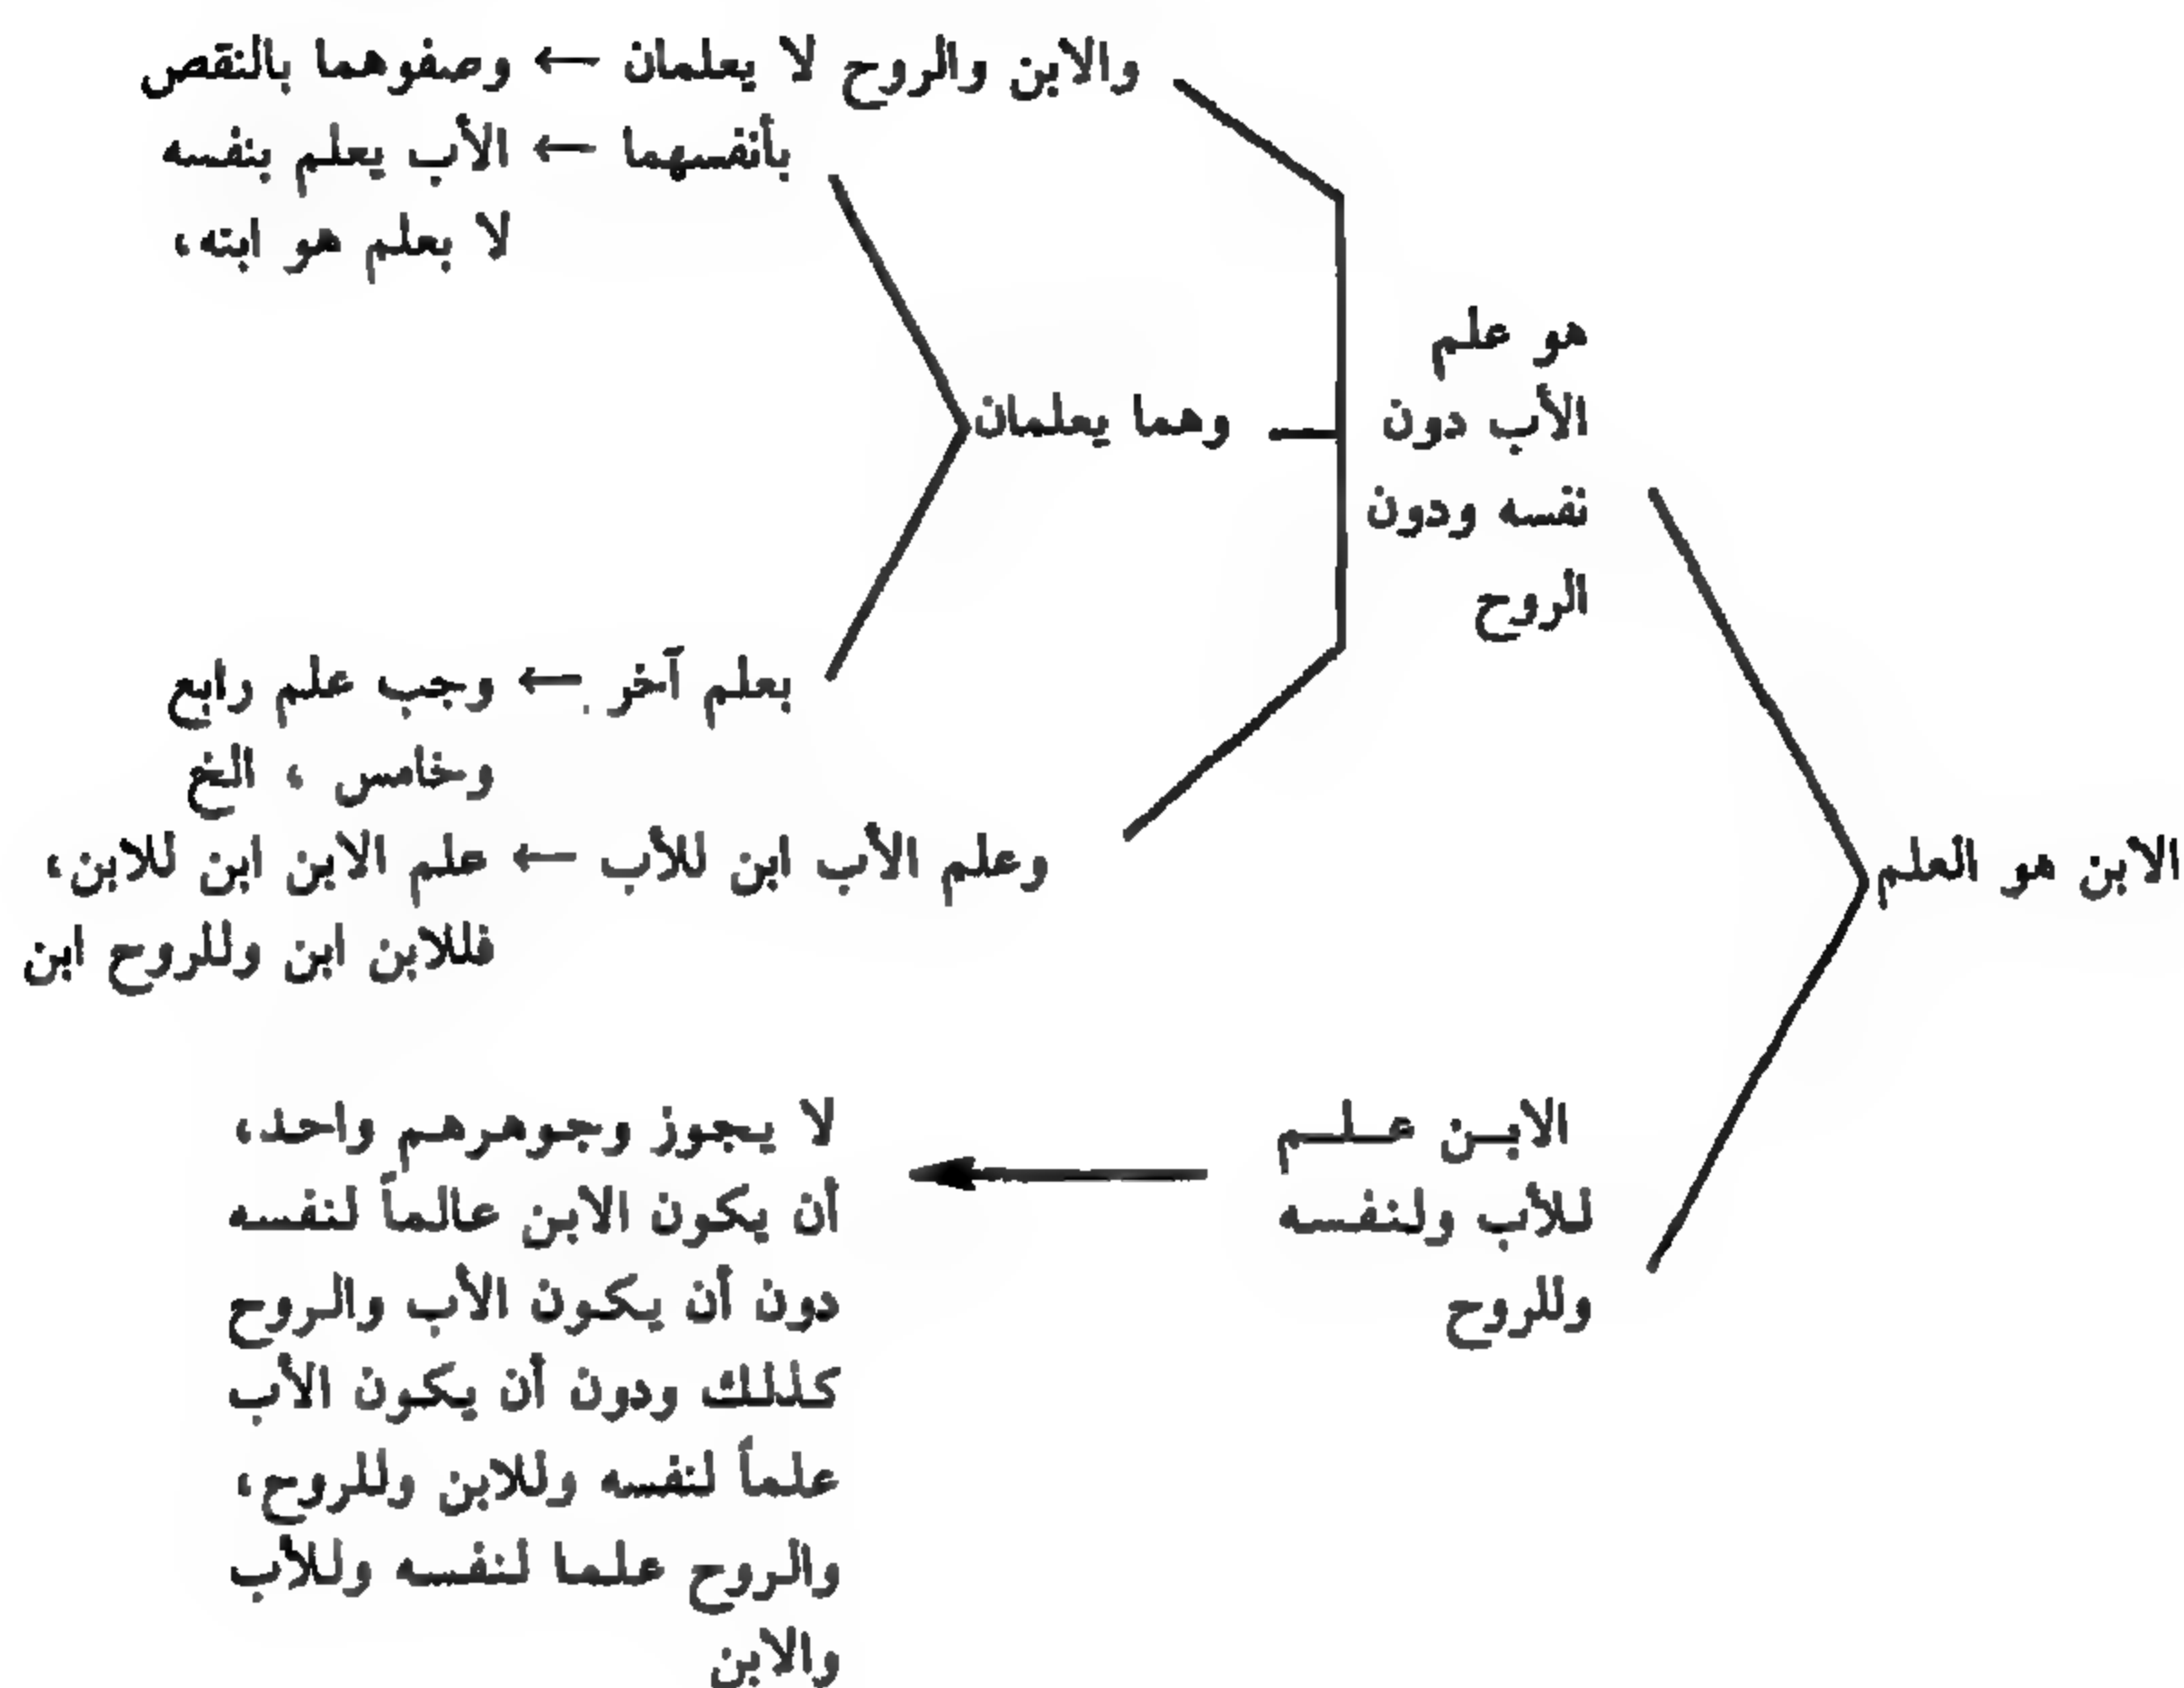 والابن والروح لا يعلمان ← وصفوهما بالنقص
بأنفسهما ← الأب يعلم بنفسه
لا بعلم هو ابنه،
هو علم
الأب دون
نفسه ودون
الروح
وهما يعلمان
بعلم آخر ← وجب علم رابع
وخامس ، الخ
الابن هو العلم
وعلم الأب ابن للأب ← علم الابن ابن للابن،
فللابن ابن وللروح ابن
الابن علم
للأب ولنفسه
وللروح
لا يجوز وجوهرهم واحد،
أن يكون الابن عالماً لنفسه
دون أن يكون الأب والروح
كذلك ودون أن يكون الأب
علماً لنفسه وللابن وللروح،
والروح علما لنفسه وللأب
والابن